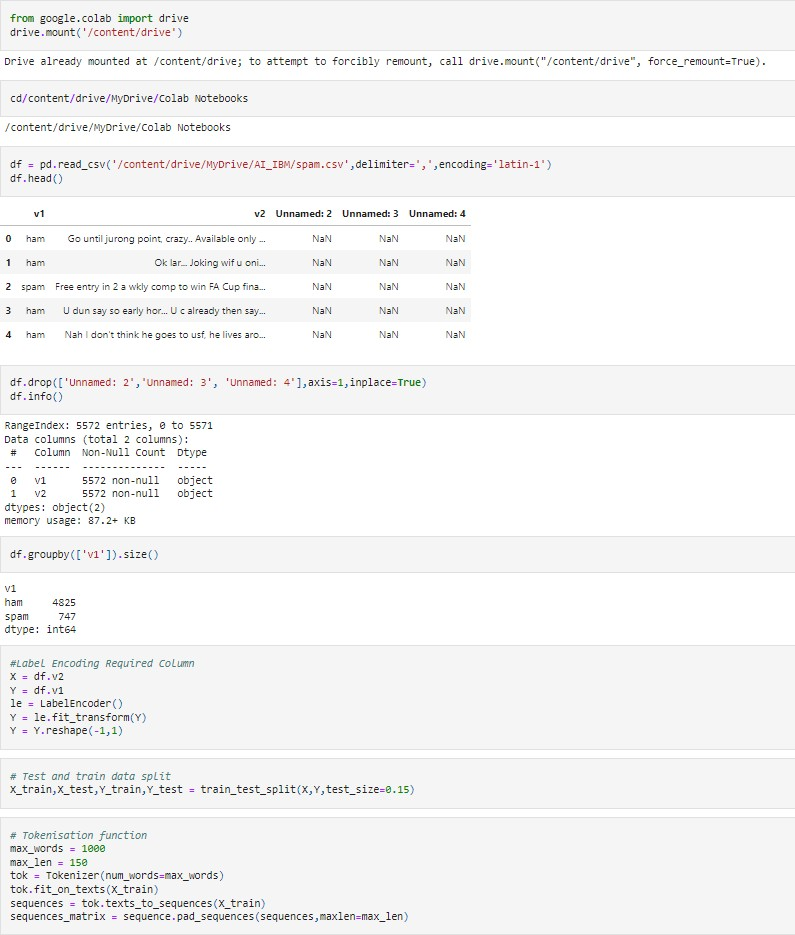 from google.colab import drive
drive.mount('/content/drive')
Drive already mounted at /content/drive; to attempt to forcibly remount, call drive.mount("/content/drive", force_remount=True).
cd/content/drive/MyDrive/Colab Notebooks
/content/drive/MyDrive/Colab Notebooks
df = pd.read_csv('/content/drive/MyDrive/AI_IBM/spam.csv',delimiter=',',encoding='latin-1')
df.head()
v1 v2 Unnamed: 2 Unnamed: 3 Unnamed: 4
0 ham Go until jurong point, crazy.. Available only ... NaN NaN NaN
1 ham Ok lar... Joking wif u oni... NaN NaN NaN
2 spam Free entry in 2 a wkly comp to win FA Cup fina... NaN NaN NaN
3 ham U dun say so early hor... U c already then say... NaN NaN NaN
4 ham Nah I don't think he goes to usf, he lives aro... NaN NaN NaN
df.drop(['Unnamed: 2','Unnamed: 3', 'Unnamed: 4'],axis=1,inplace=True)
df.info()
RangeIndex: 5572 entries, 0 to 5571
Data columns (total 2 columns):
# Column Non-Null Count Dtype
--- ------ -------------- -----
0 v1 5572 non-null object
1 v2 5572 non-null object
dtypes: object(2)
memory usage: 87.2+ KB
df.groupby(['v1']).size()
v1
ham 4825
spam 747
dtype: int64
#Label Encoding Required Column
X = df.v2
Y = df.v1
le = LabelEncoder()
Y = le.fit_transform(Y)
Y = Y.reshape(-1,1)
# Test and train data split
X_train,X_test,Y_train,Y_test = train_test_split(X,Y,test_size=0.15)
# Tokenisation function
max_words = 1000
max_len = 150
tok = Tokenizer(num_words=max_words)
tok.fit_on_texts(X_train)
sequences = tok.texts_to_sequences(X_train)
sequences_matrix = sequence.pad_sequences(sequences,maxlen=max_len)